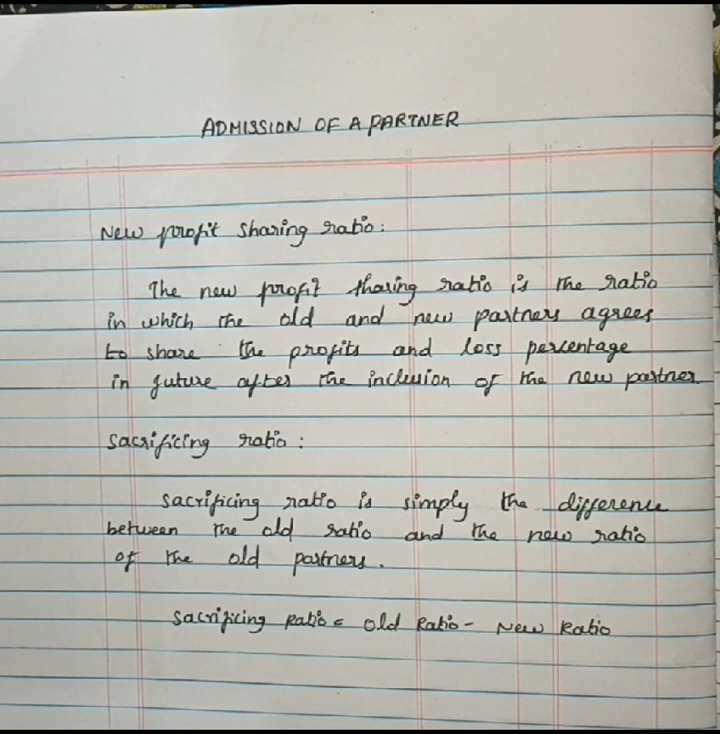 ADMISSION OF A PARTNER
New profit sharing ratio:
The new profit sharing ratio is the ratio
in which the old and new partners agrees
to share the profits and loss percentage
in future after the inclusion of the new partner.
Sacrificing ratio:
Sacrificing ratio is simply the difference
between the old ratio and the new ratio
of the old partners.
Sacrificing Ratio = Old Ratio - New Ratio